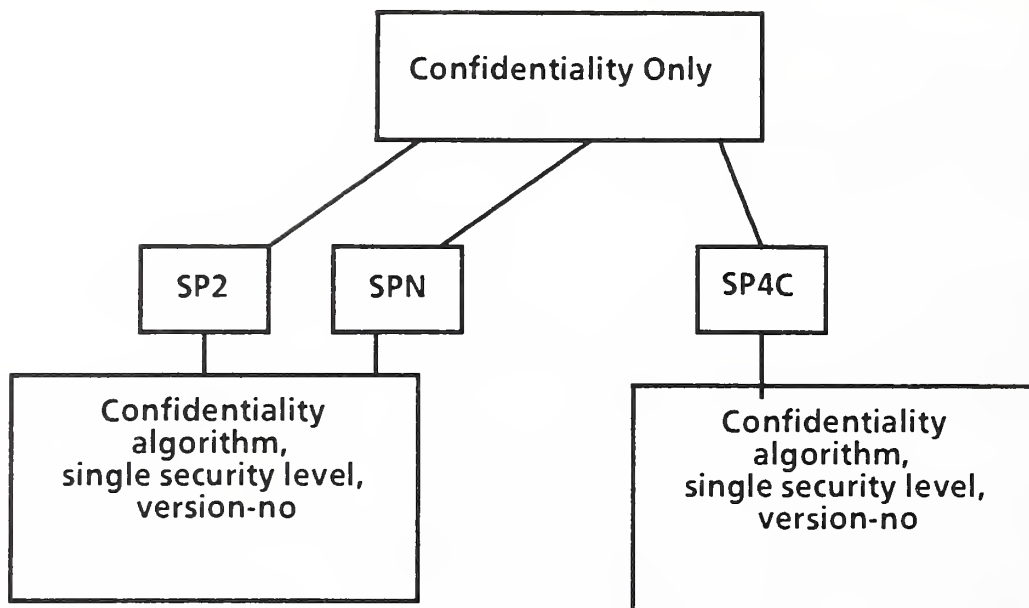 Confidentiality Only
SP2
SPN
SP4C
Confidentiality
algorithm,
single security level,
version-no
Confidentiality
algorithm,
single security level,
version-no